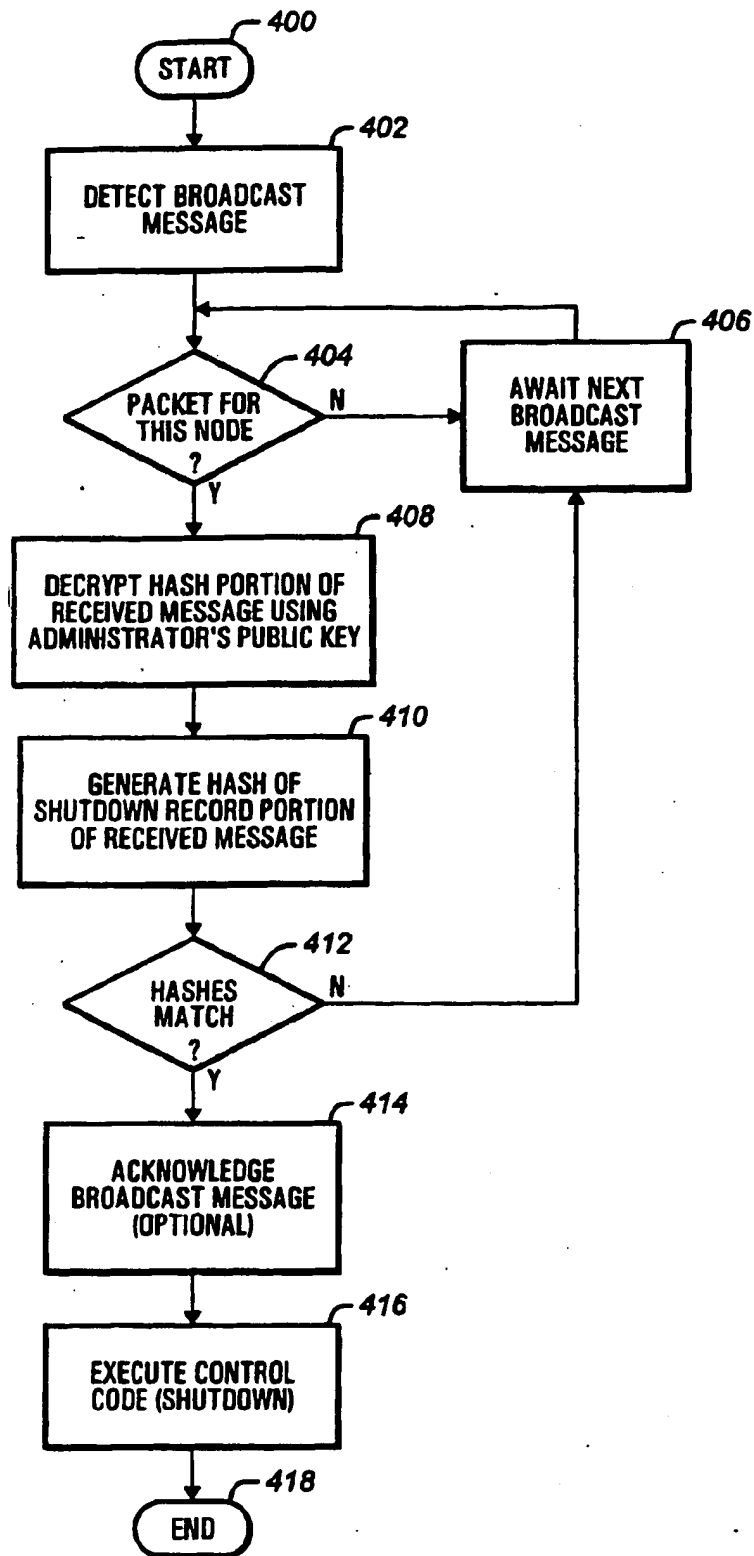 400
START
402
DETECT BROADCAST
MESSAGE
406
AWAIT NEXT
BROADCAST
MESSAGE
404
PACKET FOR
THIS NODE
?
N
Y
408
DECRYPT HASH PORTION OF
RECEIVED MESSAGE USING
ADMINISTRATOR'S PUBLIC KEY
410
GENERATE HASH OF
SHUTDOWN RECORD PORTION
OF RECEIVED MESSAGE
412
HASHES
MATCH
?
N
Y
414
ACKNOWLEDGE
BROADCAST MESSAGE
(OPTIONAL)
416
EXECUTE CONTROL
CODE (SHUTDOWN)
418
END